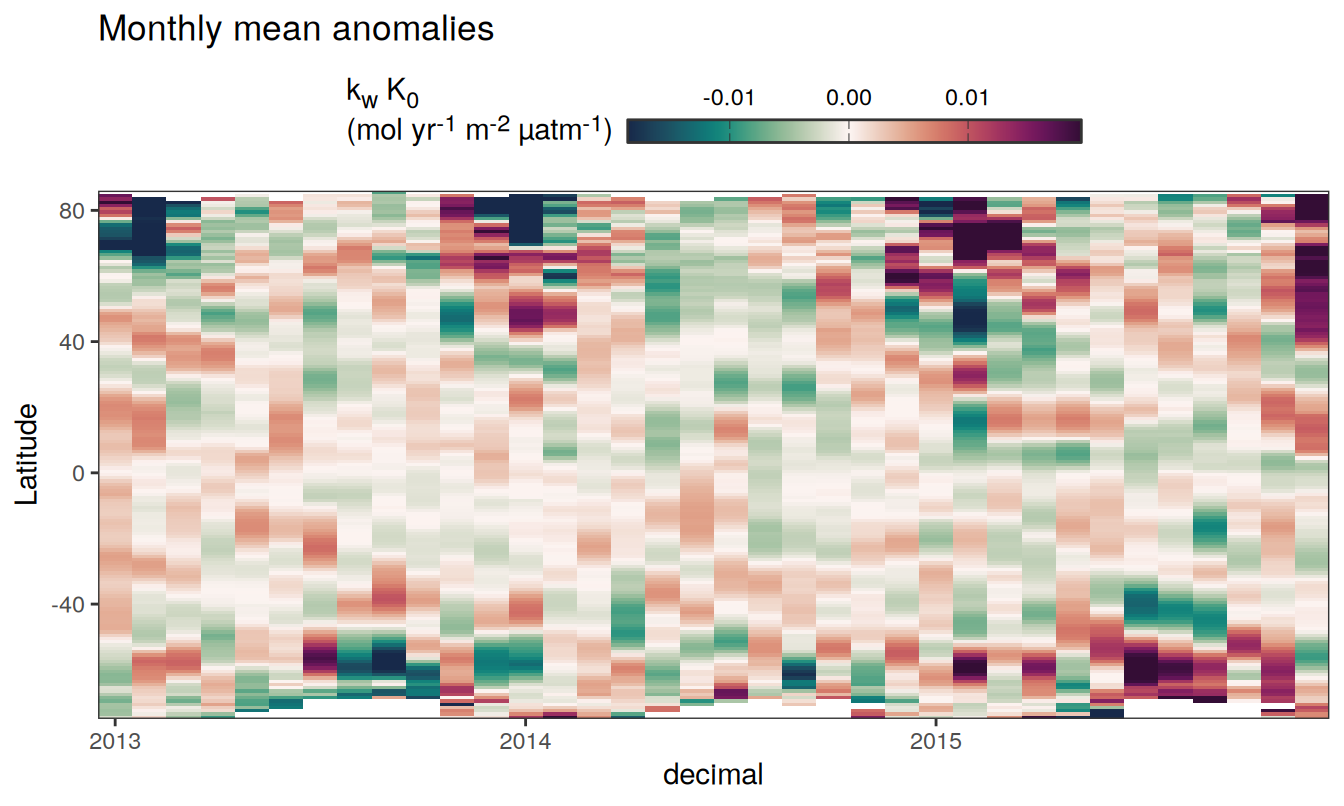 Monthly mean anomalies
k_w K_0
(mol yr⁻¹ m⁻² µatm⁻¹)
-0.01 0.00 0.01
80
40
0
-40
Latitude
2013 2014 2015
decimal